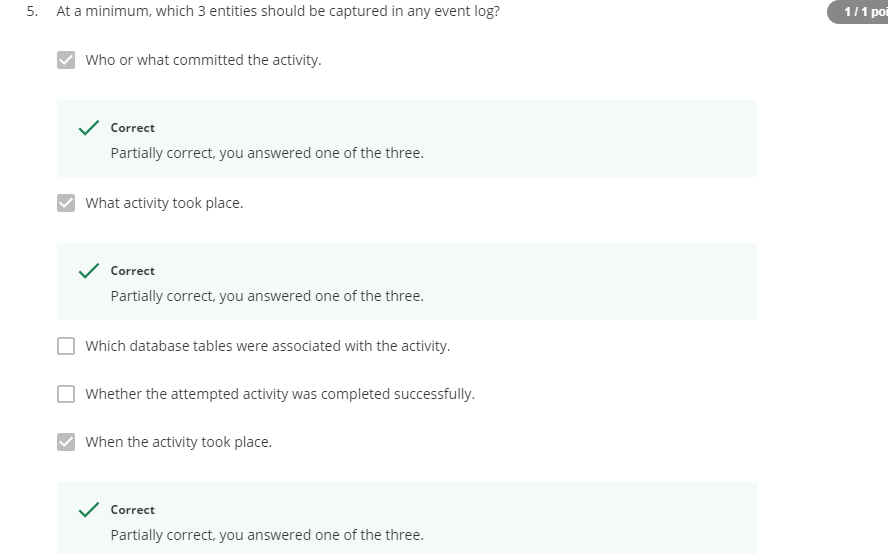 5. At a minimum, which 3 entities should be captured in any event log?
1 / 1 poi
Who or what committed the activity.
Correct
Partially correct, you answered one of the three.
What activity took place.
Correct
Partially correct, you answered one of the three.
Which database tables were associated with the activity.
Whether the attempted activity was completed successfully.
When the activity took place.
Correct
Partially correct, you answered one of the three.